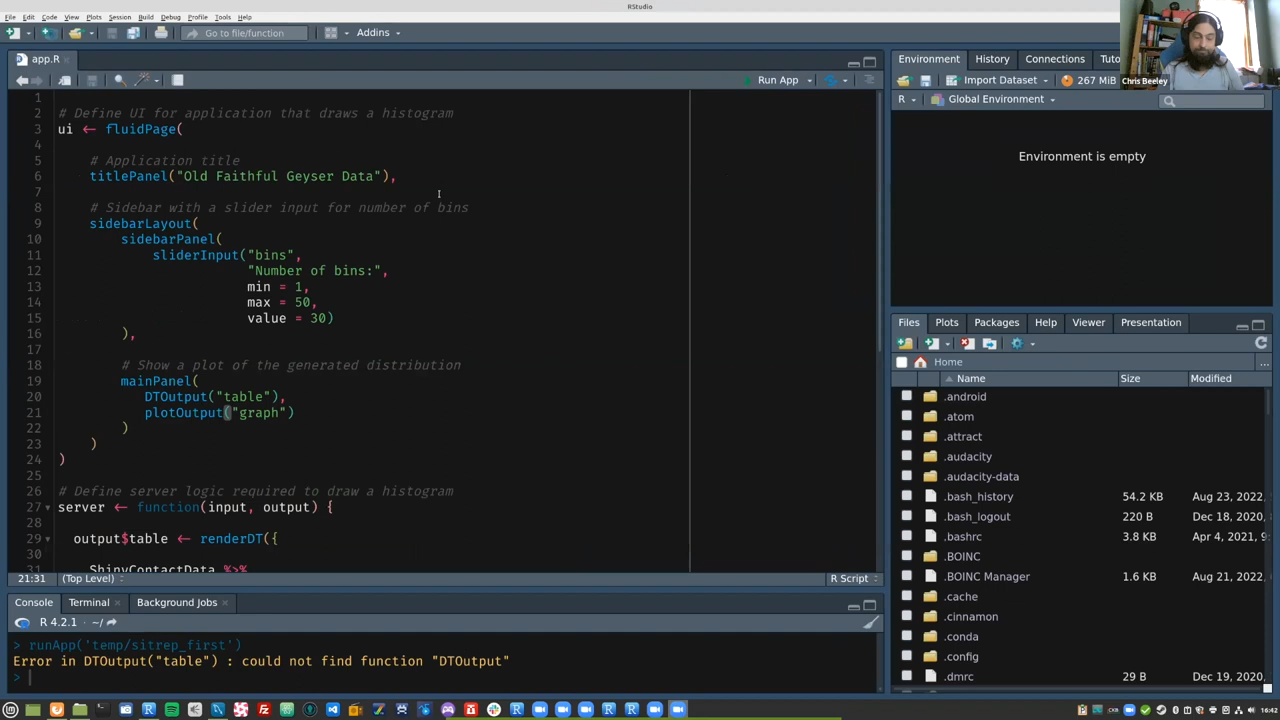 RStudio
File Edit Code View Plots Session Build Debug Profile Tools Help
Go to file/function Addins
app.R
Run App
1
2 # Define UI for application that draws a histogram
3 ui ← fluidPage(
4
5 # Application title
6 titlePanel("Old Faithful Geyser Data"),
7
8 # Sidebar with a slider input for number of bins
9 sidebarLayout(
10 sidebarPanel(
11 sliderInput("bins",
12 "Number of bins:",
13 min = 1,
14 max = 50,
15 value = 30)
16 ),
17
18 # Show a plot of the generated distribution
19 mainPanel(
20 DTOutput("table"),
21 plotOutput("graph")
22 )
23 )
24 )
25
26 # Define server logic required to draw a histogram
27 server ← function(input, output) {
28
29 output$table ← renderDT({
30
31 ShinyContactData %>%
21:31 (Top Level) R Script
Console Terminal Background Jobs
R 4.2.1 · ~/
> runApp('temp/sitrep_first')
Error in DTOutput("table") : could not find function "DTOutput"
>
Chris Beeley
Environment History Connections Tuto
Import Dataset 267 MiB
R Global Environment
Environment is empty
Files Plots Packages Help Viewer Presentation
Home ...
Name Size Modified
.android
.atom
.attract
.audacity
.audacity-data
.bash_history 54.2 KB Aug 23, 2022,
.bash_logout 220 B Dec 18, 2020,
.bashrc 3.8 KB Apr 4, 2021, 9:
.BOINC
.BOINC Manager 1.6 KB Aug 21, 2022,
.cache
.cinnamon
.conda
.config
.dmrc 29 B Dec 19, 2020,
16:42